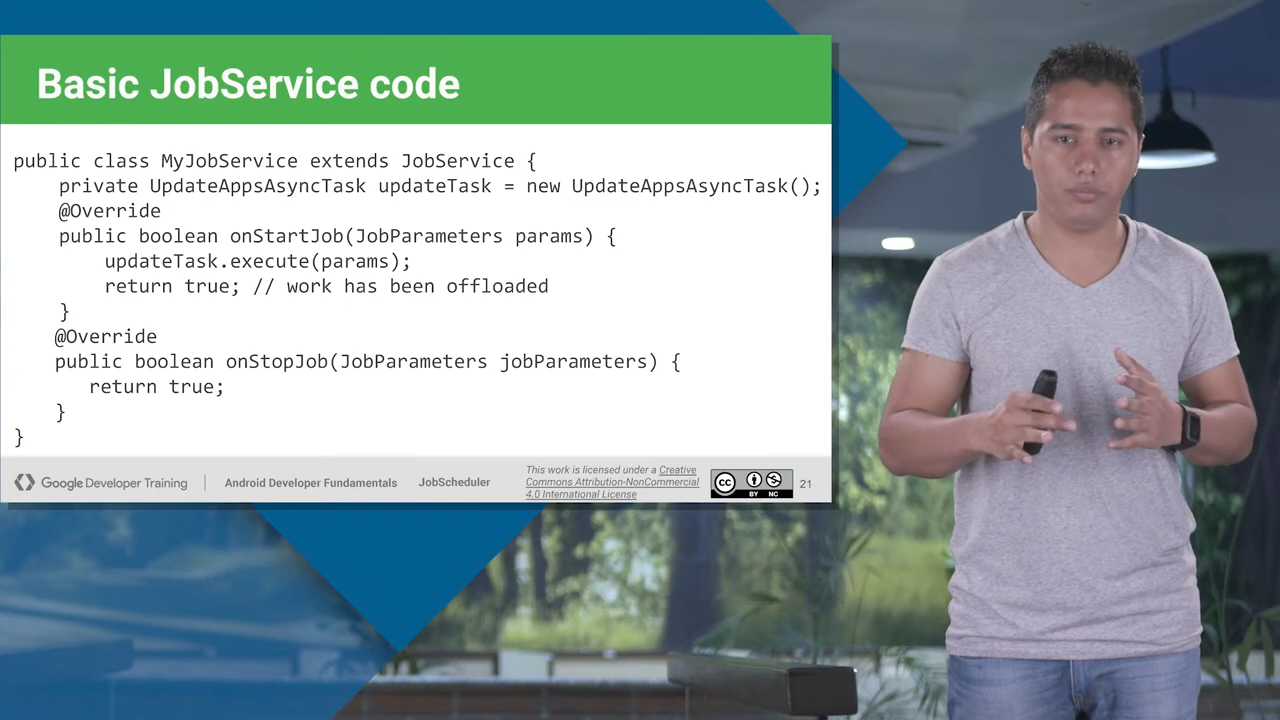 Basic JobService code
public class MyJobService extends JobService {
    private UpdateAppsAsyncTask updateTask = new UpdateAppsAsyncTask();
    @Override
    public boolean onStartJob(JobParameters params) {
        updateTask.execute(params);
        return true; // work has been offloaded
    }
    @Override
    public boolean onStopJob(JobParameters jobParameters) {
       return true;
    }
}
Google Developer Training
Android Developer Fundamentals
JobScheduler
This work is licensed under a Creative
Commons Attribution-NonCommercial
4.0 International License
cc
BY NC
21